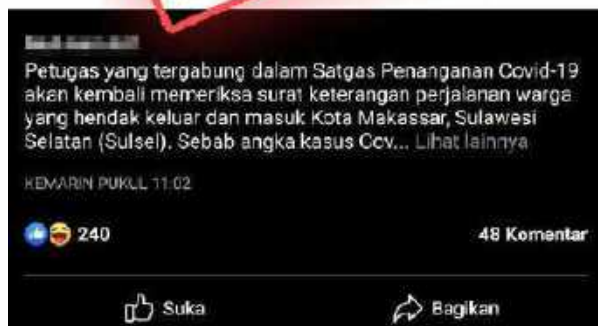 Petugas yang tergabung dalam Satgas Penanganan Covid-19
akan kembali memeriksa surat keterangan perjalanan warga
yang hendak keluar dan masuk Kota Makassar, Sulawesi
Selatan (Sulsel). Sebab angka kasus Cov... Lihat lainnya
KEMARIN PUKUL 11:02
240
48 Komentar
Suka
Bagikan